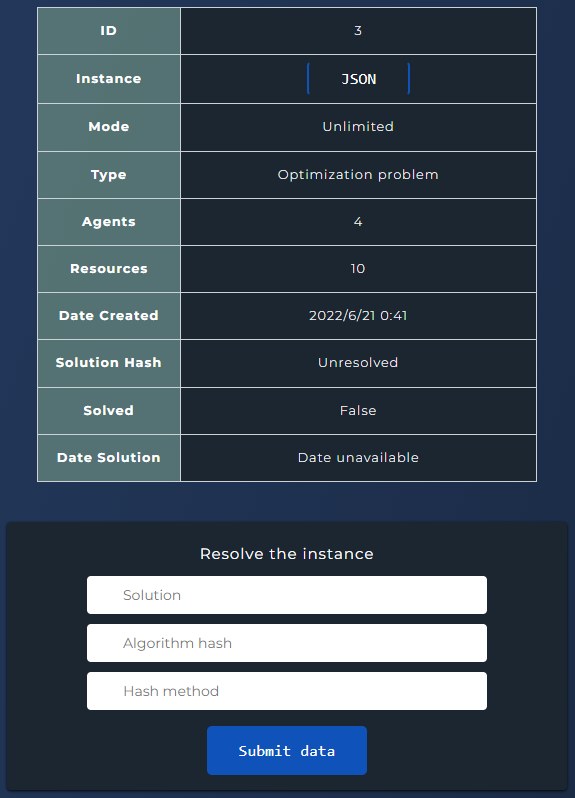 ID 3
Instance JSON
Mode Unlimited
Type Optimization problem
Agents 4
Resources 10
Date Created 2022/6/21 0:41
Solution Hash Unresolved
Solved False
Date Solution Date unavailable
Resolve the instance
Solution
Algorithm hash
Hash method
Submit data